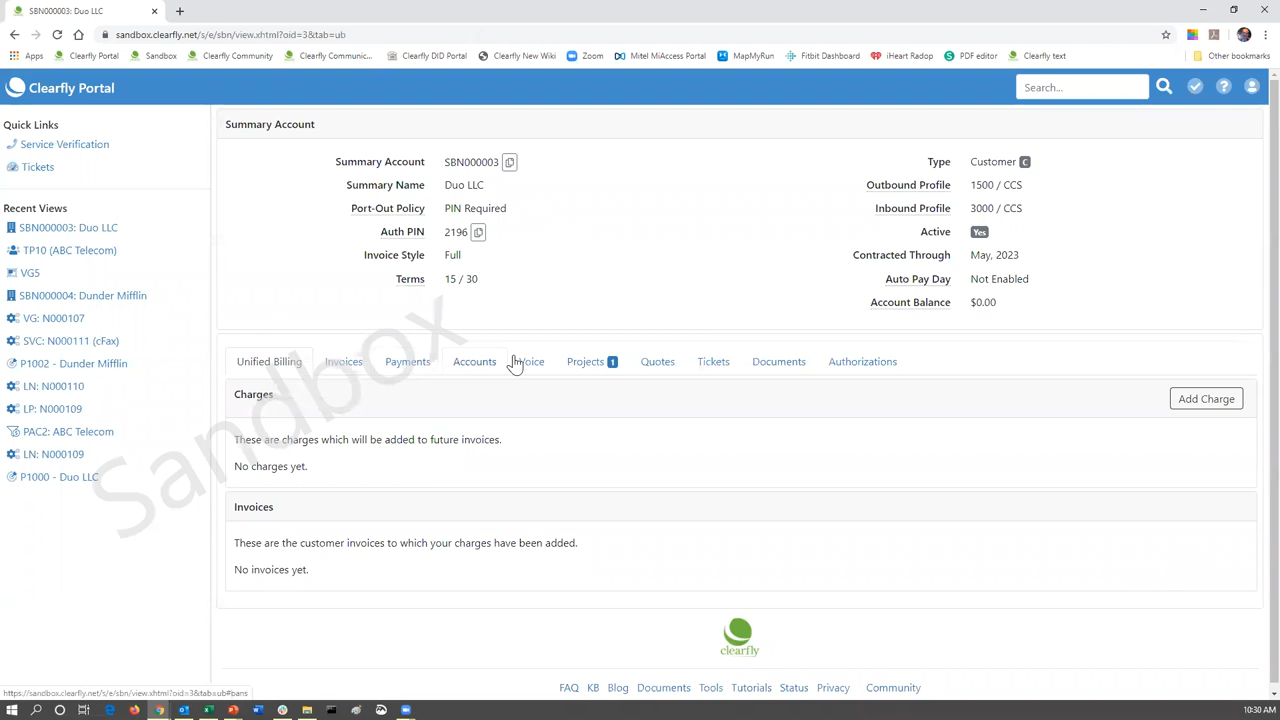 SBN000003: Duo LLC
sandbox.clearfly.net/s/e/sbn/view.xhtml?oid=3&tab=ub
Apps Clearfly Portal Sandbox Clearfly Community Clearfly Communic... Clearfly DID Portal Clearfly New Wiki Zoom Mitel MiAccess Portal MapMyRun Fitbit Dashboard iHeart Radop PDF editor Clearfly text Other bookmarks
Clearfly Portal
Search...
Quick Links
Service Verification
Tickets
Recent Views
SBN000003: Duo LLC
TP10 (ABC Telecom)
VG5
SBN000004: Dunder Mifflin
VG: N000107
SVC: N000111 (cFax)
P1002 - Dunder Mifflin
LN: N000110
LP: N000109
PAC2: ABC Telecom
LN: N000109
P1000 - Duo LLC
Summary Account
Summary Account SBN000003
Summary Name Duo LLC
Port-Out Policy PIN Required
Auth PIN 2196
Invoice Style Full
Terms 15 / 30
Type Customer C
Outbound Profile 1500 / CCS
Inbound Profile 3000 / CCS
Active Yes
Contracted Through May, 2023
Auto Pay Day Not Enabled
Account Balance $0.00
Unified Billing Invoices Payments Accounts Voice Projects 1 Quotes Tickets Documents Authorizations
Charges
Add Charge
These are charges which will be added to future invoices.
No charges yet.
Invoices
These are the customer invoices to which your charges have been added.
No invoices yet.
Sandbox
clearfly
FAQ KB Blog Documents Tools Tutorials Status Privacy Community
https://sandbox.clearfly.net/s/e/sbn/view.xhtml?oid=3&tab=ub#bans
10:30 AM